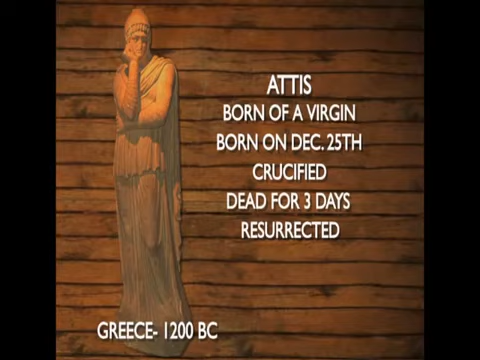 ATTIS
BORN OF A VIRGIN
BORN ON DEC. 25TH
CRUCIFIED
DEAD FOR 3 DAYS
RESURRECTED
GREECE- 1200 BC